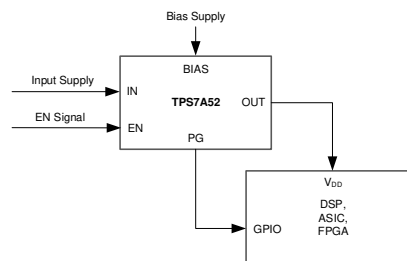 Bias Supply
BIAS
Input Supply
IN
TPS7A52
OUT
EN Signal
EN
PG
VDD
DSP,
ASIC,
FPGA
GPIO